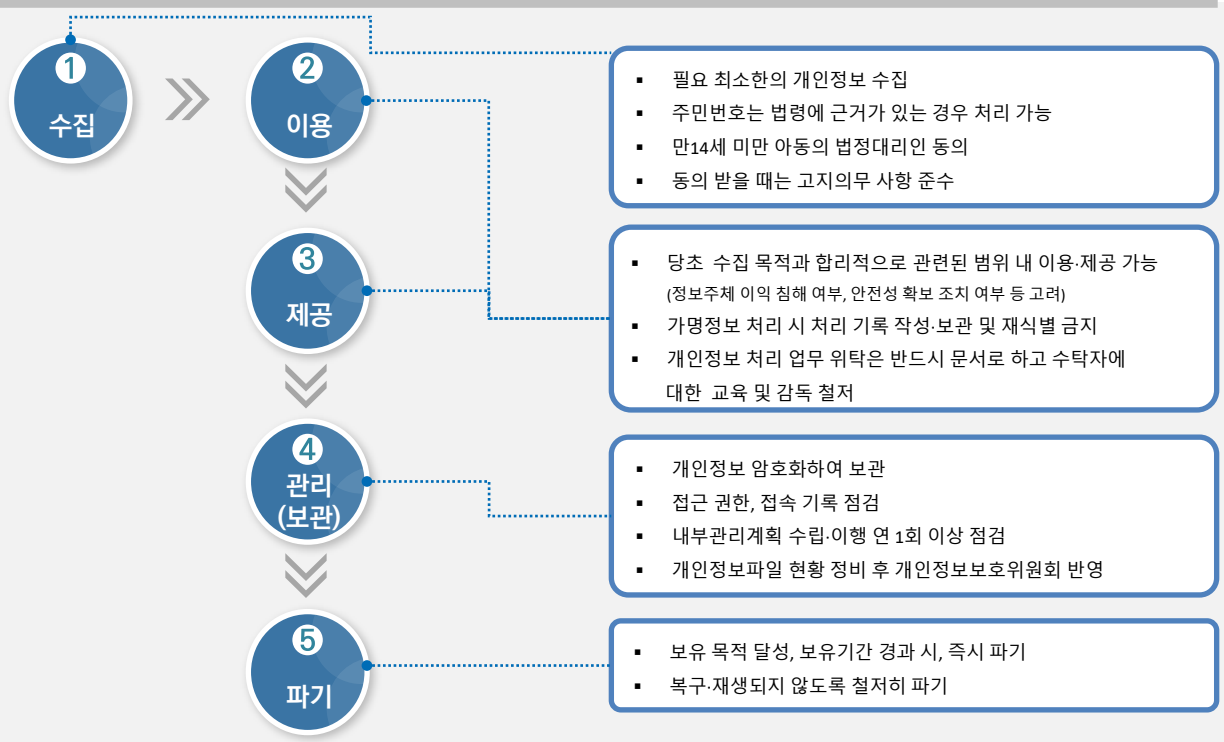 1
수집
2
이용
3
제공
4
관리
(보관)
5
파기
▪ 필요 최소한의 개인정보 수집
▪ 주민번호는 법령에 근거가 있는 경우 처리 가능
▪ 만14세 미만 아동의 법정대리인 동의
▪ 동의 받을 때는 고지의무 사항 준수
▪ 당초 수집 목적과 합리적으로 관련된 범위 내 이용·제공 가능
(정보주체 이익 침해 여부, 안전성 확보 조치 여부 등 고려)
▪ 가명정보 처리 시 처리 기록 작성·보관 및 재식별 금지
▪ 개인정보 처리 업무 위탁은 반드시 문서로 하고 수탁자에
대한 교육 및 감독 철저
▪ 개인정보 암호화하여 보관
▪ 접근 권한, 접속 기록 점검
▪ 내부관리계획 수립·이행 연 1회 이상 점검
▪ 개인정보파일 현황 정비 후 개인정보보호위원회 반영
▪ 보유 목적 달성, 보유기간 경과 시, 즉시 파기
▪ 복구·재생되지 않도록 철저히 파기